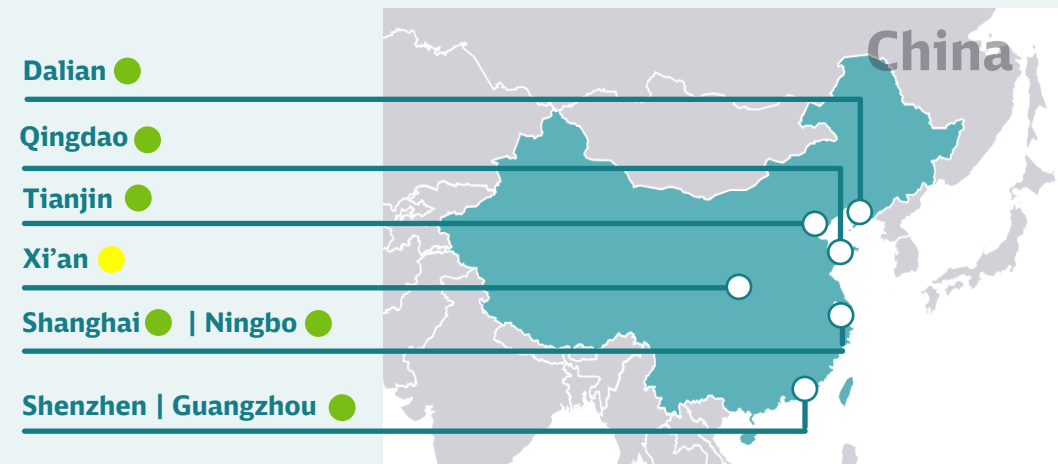 China
Dalian
Qingdao
Tianjin
Xi’an
Shanghai | Ningbo
Shenzhen | Guangzhou